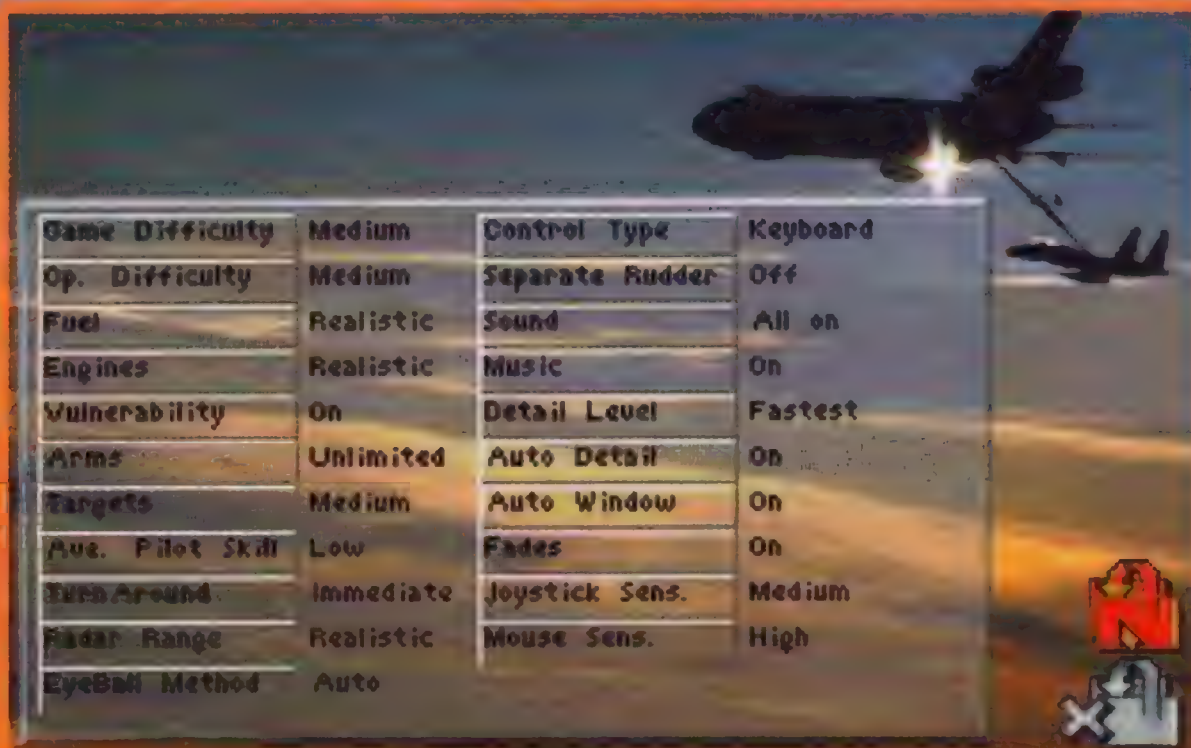 Game Difficulty Medium Control Type Keyboard
Op. Difficulty Medium Separate Rudder Off
Fuel Realistic Sound All on
Engines Realistic Music On
Vulnerability On Detail Level Fastest
Arms Unlimited Auto Detail On
Targets Medium Auto Window On
Ave. Pilot Skill Low Fades On
Turn Around Immediate Joystick Sens. Medium
Radar Range Realistic Mouse Sens. High
EyeBall Method Auto
N